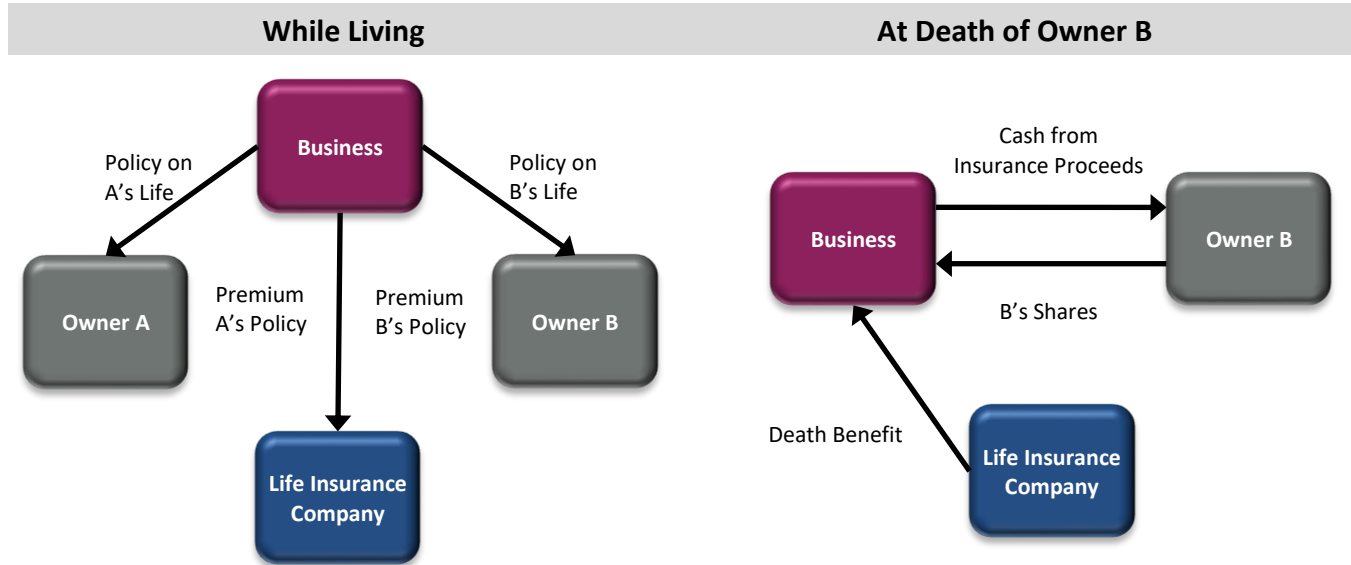 While Living
At Death of Owner B
Business
Policy on
A's Life
Policy on
B's Life
Owner A
Premium
A's Policy
Premium
B's Policy
Owner B
Life Insurance
Company
Cash from
Insurance Proceeds
Business
Owner B
B's Shares
Death Benefit
Life Insurance
Company